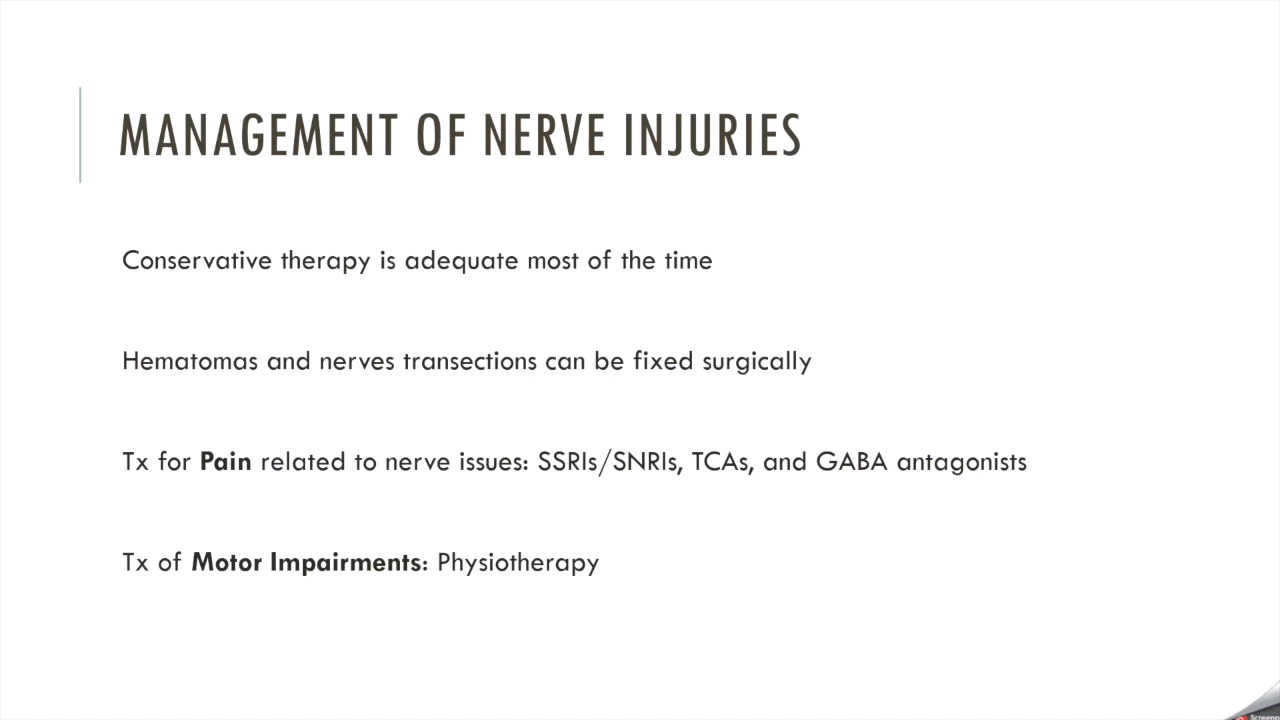 MANAGEMENT OF NERVE INJURIES
Conservative therapy is adequate most of the time
Hematomas and nerves transections can be fixed surgically
Tx for Pain related to nerve issues: SSRIs/SNRIs, TCAs, and GABA antagonists
Tx of Motor Impairments: Physiotherapy